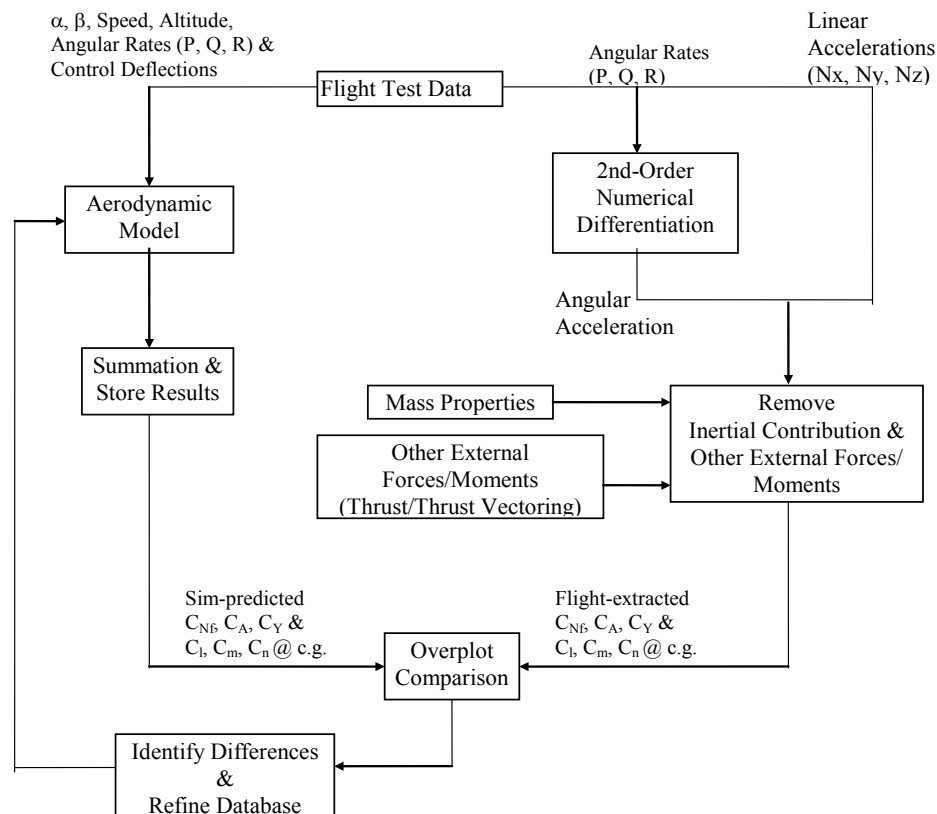 α, β, Speed, Altitude,
Angular Rates (P, Q, R) &
Control Deflections
Angular Rates
(P, Q, R)
Linear
Accelerations
(Nx, Ny, Nz)
Flight Test Data
Aerodynamic
Model
2nd-Order
Numerical
Differentiation
Angular
Acceleration
Summation &
Store Results
Mass Properties
Other External
Forces/Moments
(Thrust/Thrust Vectoring)
Remove
Inertial Contribution &
Other External Forces/
Moments
Sim-predicted
C_Nf, C_A, C_Y &
C_l, C_m, C_n @ c.g.
Flight-extracted
C_Nf, C_A, C_Y &
C_l, C_m, C_n @ c.g.
Overplot
Comparison
Identify Differences
&
Refine Database